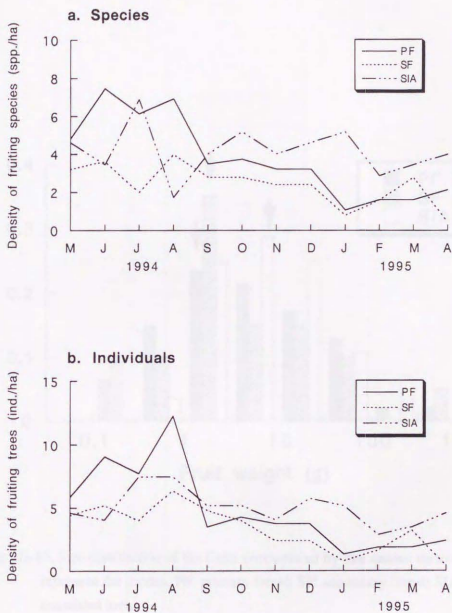 a. Species
Density of fruiting species (spp./ha)
10
8
6
4
2
0
PF
SF
SIA
M J J A S O N D J F M A
1994 1995
b. Individuals
Density of fruiting trees (ind./ha)
15
10
5
0
PF
SF
SIA
M J J A S O N D J F M A
1994 1995